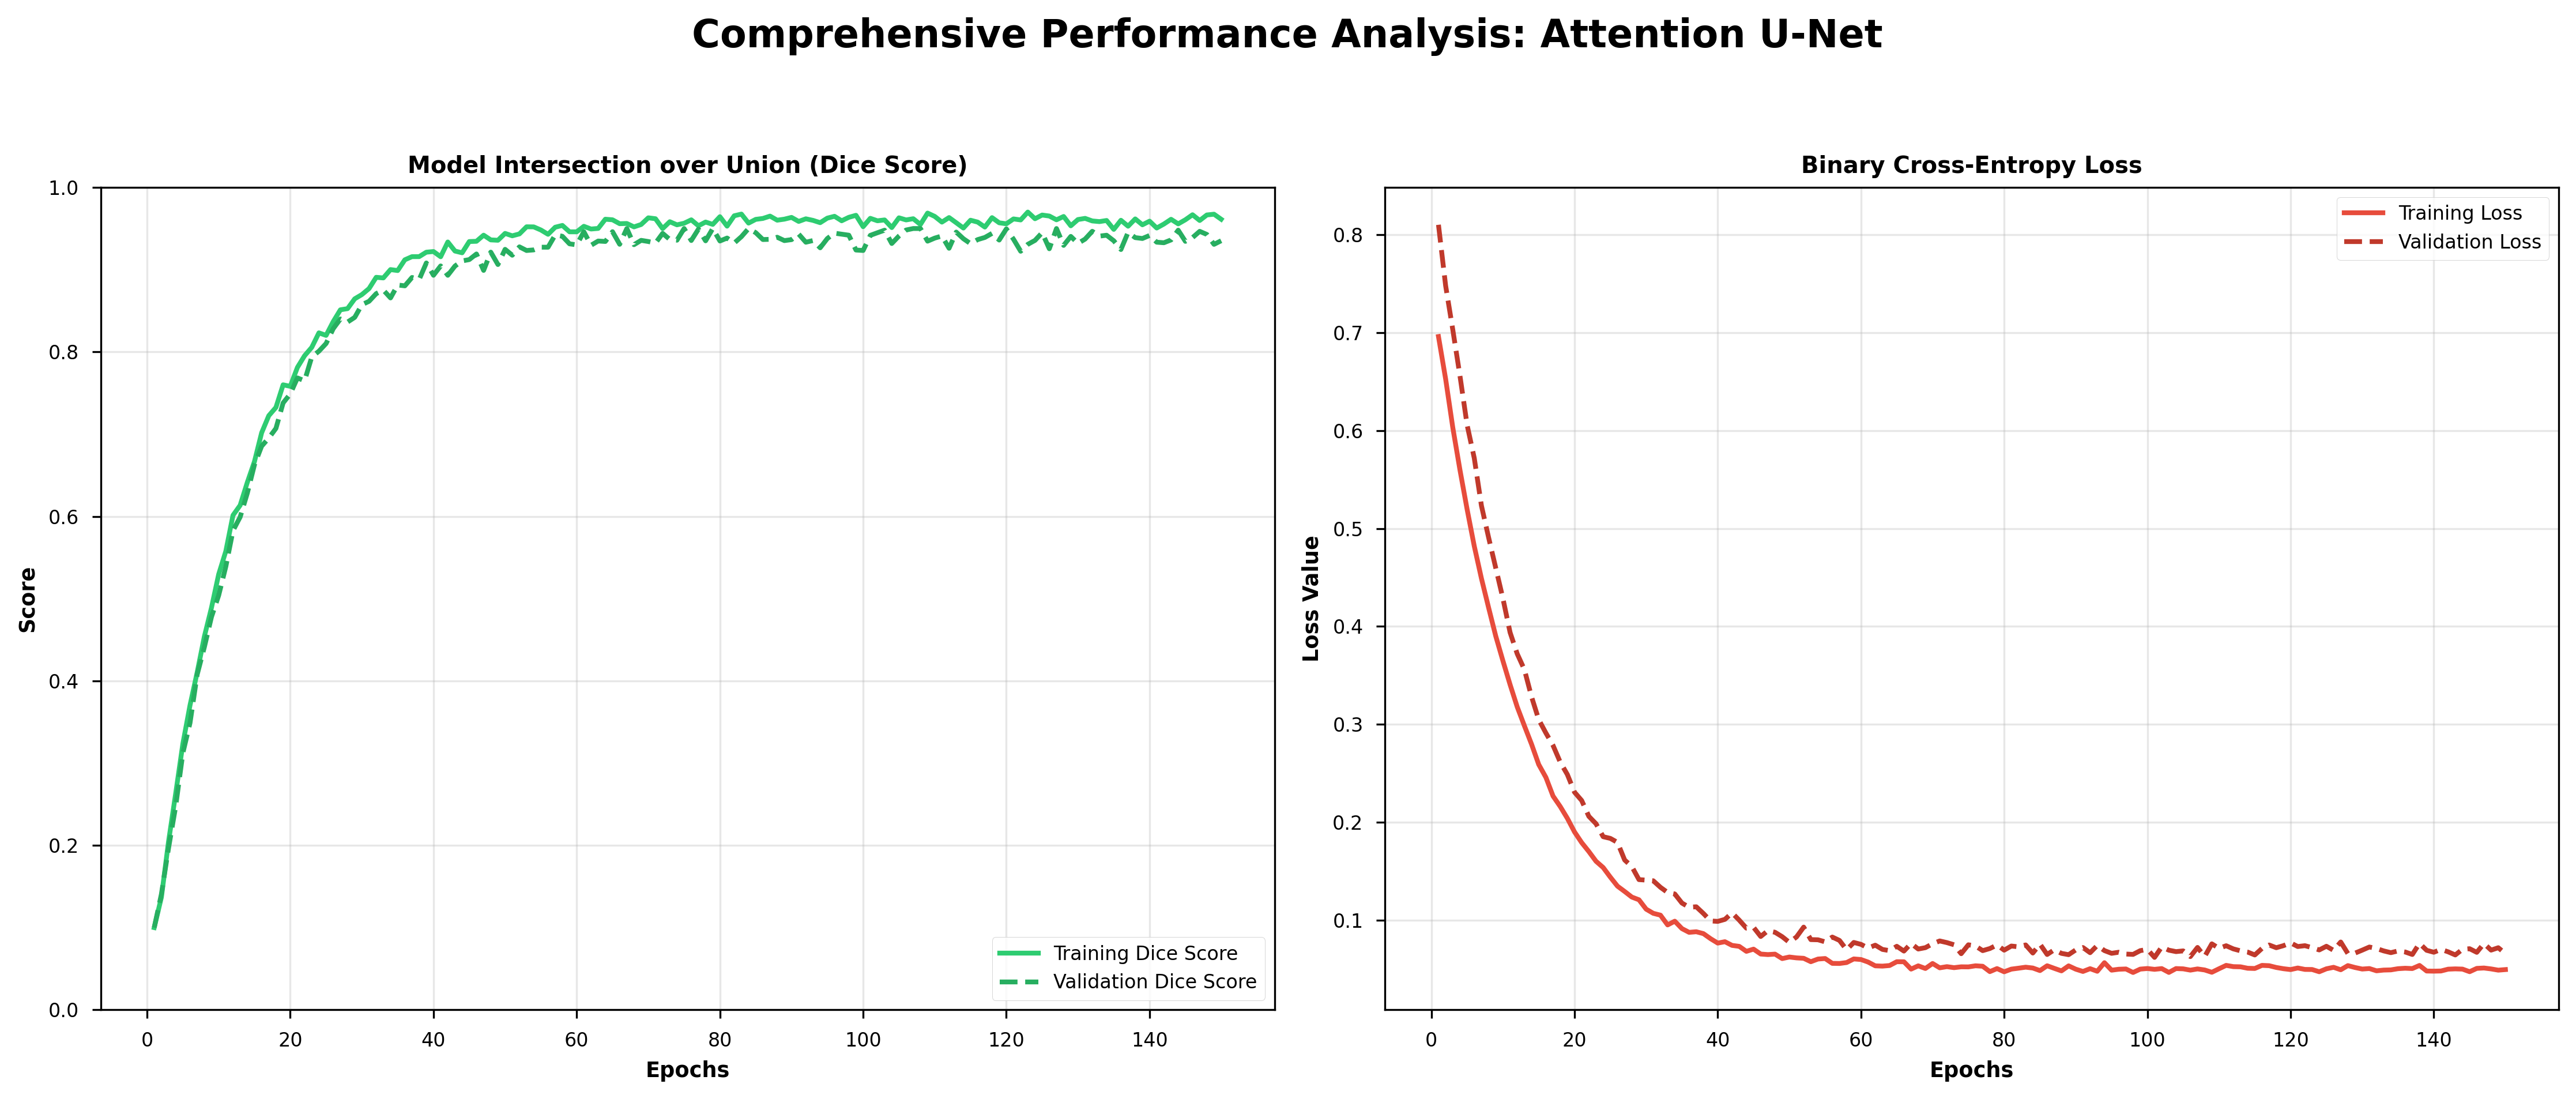 Comprehensive Performance Analysis: Attention U-Net
Model Intersection over Union (Dice Score)
1.0
0.8
0.6
0.4
0.2
0.0
Score
0 20 40 60 80 100 120 140
Epochs
Training Dice Score
Validation Dice Score
Binary Cross-Entropy Loss
0.8
0.7
0.6
0.5
0.4
0.3
0.2
0.1
Loss Value
0 20 40 60 80 100 120 140
Epochs
Training Loss
Validation Loss